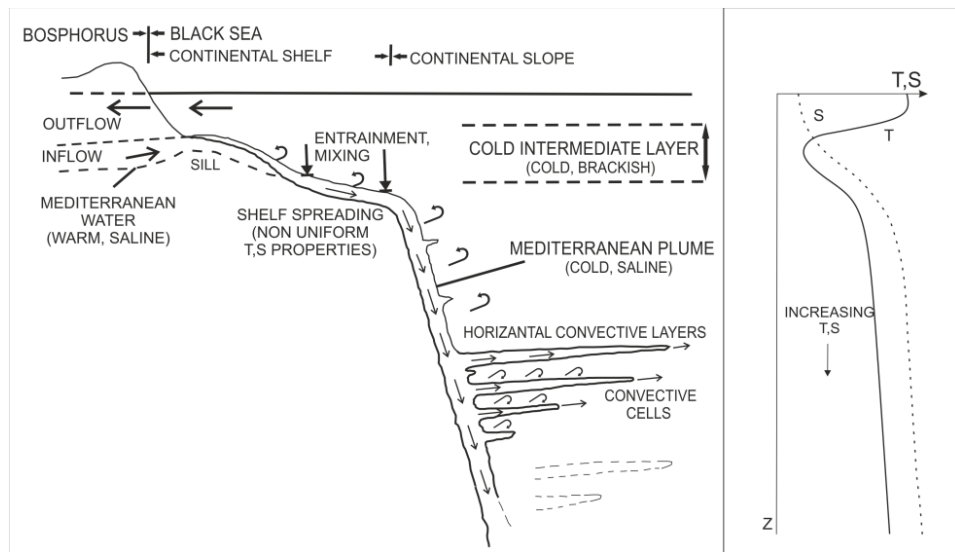 BOSPHORUS
BLACK SEA
CONTINENTAL SHELF
CONTINENTAL SLOPE
OUTFLOW
INFLOW
SILL
ENTRAINMENT,
MIXING
COLD INTERMEDIATE LAYER
(COLD, BRACKISH)
MEDITERRANEAN
WATER
(WARM, SALINE)
SHELF SPREADING
(NON UNIFORM
T,S PROPERTIES)
MEDITERRANEAN PLUME
(COLD, SALINE)
HORIZANTAL CONVECTIVE LAYERS
CONVECTIVE
CELLS
T,S
S
T
INCREASING
T,S
Z